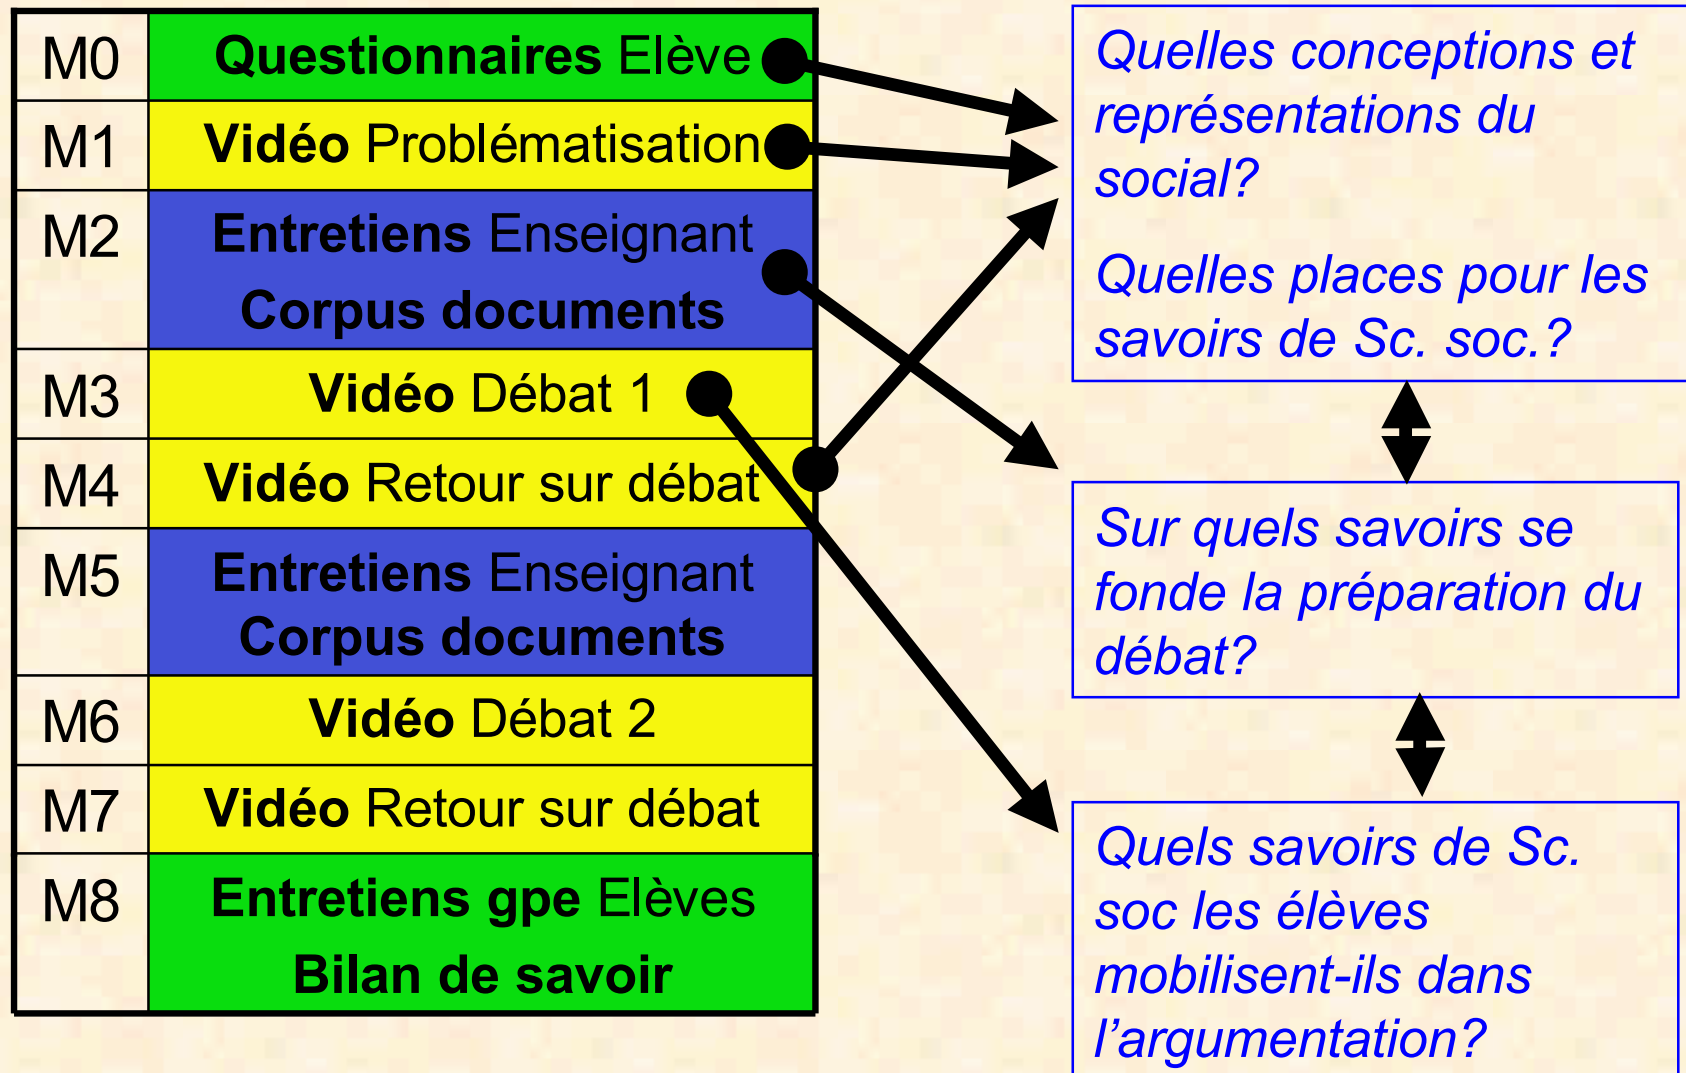 M0
Questionnaires Elève
M1
Vidéo Problématisation
M2
Entretiens Enseignant
Corpus documents
M3
Vidéo Débat 1
M4
Vidéo Retour sur débat
M5
Entretiens Enseignant
Corpus documents
M6
Vidéo Débat 2
M7
Vidéo Retour sur débat
M8
Entretiens gpe Elèves
Bilan de savoir
Quelles conceptions et
représentations du
social?
Quelles places pour les
savoirs de Sc. soc.?
Sur quels savoirs se
fonde la préparation du
débat?
Quels savoirs de Sc.
soc les élèves
mobilisent-ils dans
l’argumentation?